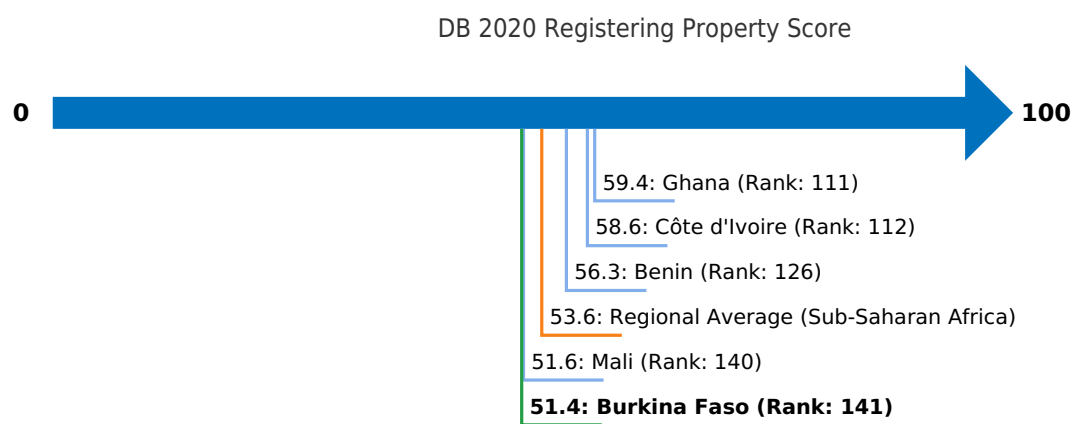 DB 2020 Registering Property Score
0
100
59.4: Ghana (Rank: 111)
58.6: Côte d'Ivoire (Rank: 112)
56.3: Benin (Rank: 126)
53.6: Regional Average (Sub-Saharan Africa)
51.6: Mali (Rank: 140)
51.4: Burkina Faso (Rank: 141)